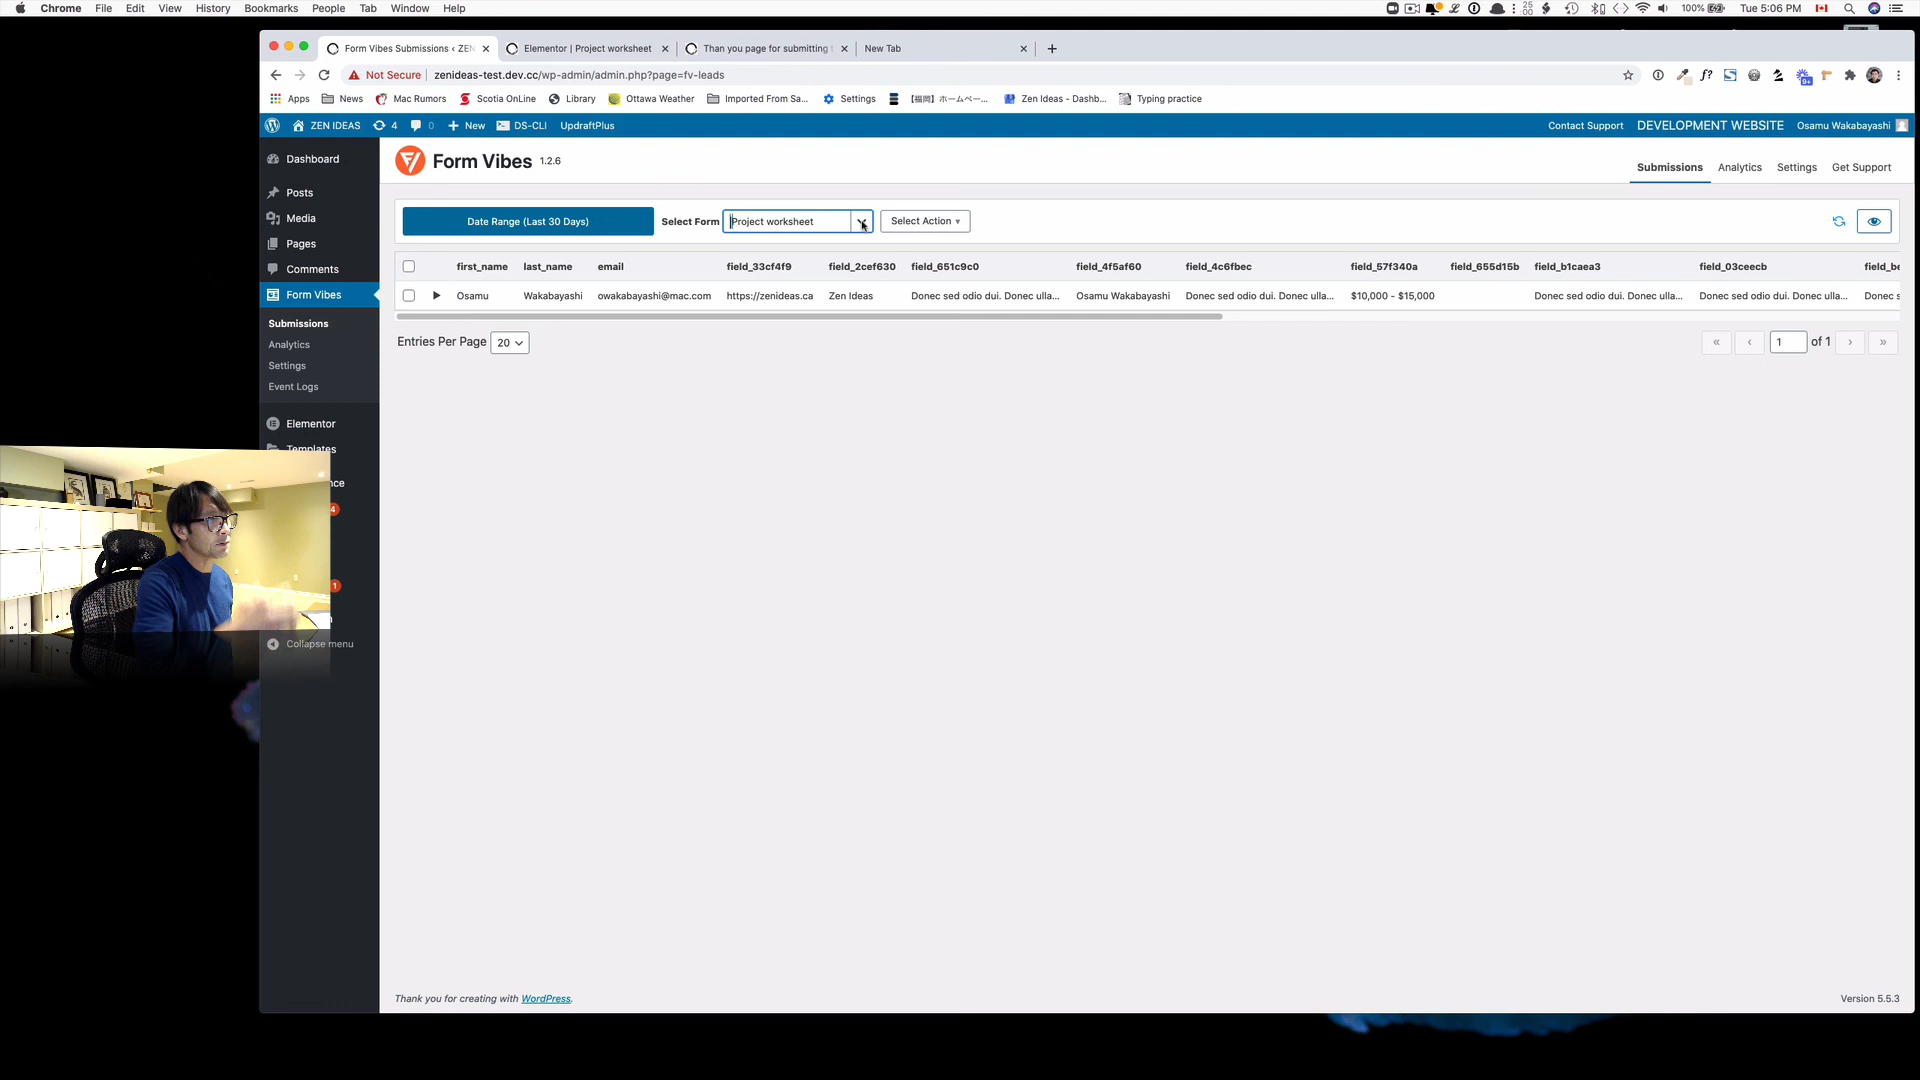 Chrome File Edit View History Bookmarks People Tab Window Help
25 00 100% Tue 5:06 PM
Form Vibes Submissions ‹ ZEN
Elementor | Project worksheet
Than you page for submitting t
New Tab
Not Secure zenideas-test.dev.cc/wp-admin/admin.php?page=fv-leads
Apps News Mac Rumors Scotia OnLine Library Ottawa Weather Imported From Sa... Settings 【福岡】ホームペー... Zen Ideas - Dashb... Typing practice
ZEN IDEAS 4 0 New DS-CLI UpdraftPlus Contact Support DEVELOPMENT WEBSITE Osamu Wakabayashi
Dashboard
Posts
Media
Pages
Comments
Form Vibes
Submissions
Analytics
Settings
Event Logs
Elementor
Templates
nce
4
1
Collapse menu
Form Vibes 1.2.6
Submissions Analytics Settings Get Support
Date Range (Last 30 Days) Select Form Project worksheet Select Action
first_name last_name email field_33cf4f9 field_2cef630 field_651c9c0 field_4f5af60 field_4c6fbec field_57f340a field_655d15b field_b1caea3 field_03ceecb field_be
Osamu Wakabayashi owakabayashi@mac.com https://zenideas.ca Zen Ideas Donec sed odio dui. Donec ulla... Osamu Wakabayashi Donec sed odio dui. Donec ulla... $10,000 - $15,000 Donec sed odio dui. Donec ulla... Donec sed odio dui. Donec ulla... Donec s
Entries Per Page 20 « ‹ 1 of 1 › »
Thank you for creating with WordPress.
Version 5.5.3